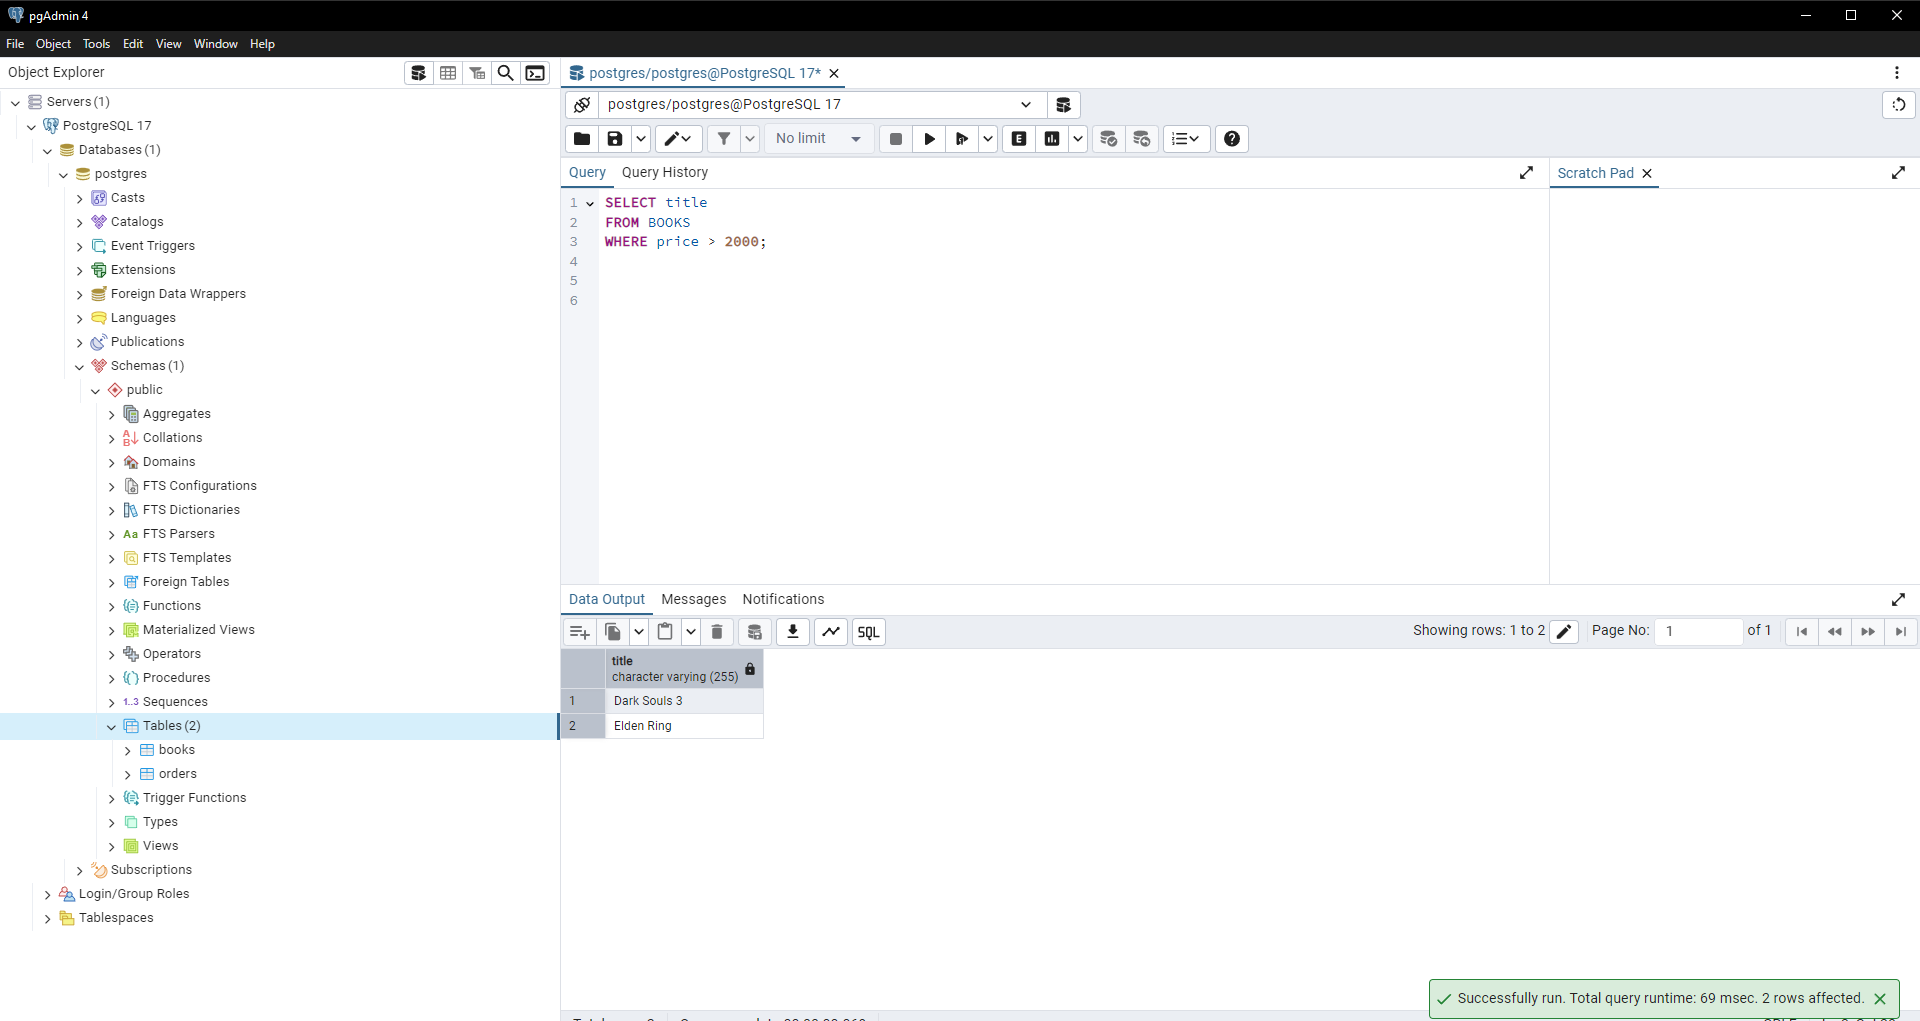 pgAdmin 4
File Object Tools Edit View Window Help
Object Explorer
Servers (1)
PostgreSQL 17
Databases (1)
postgres
Casts
Catalogs
Event Triggers
Extensions
Foreign Data Wrappers
Languages
Publications
Schemas (1)
public
Aggregates
Collations
Domains
FTS Configurations
FTS Dictionaries
Aa FTS Parsers
FTS Templates
Foreign Tables
Functions
Materialized Views
Operators
Procedures
1..3 Sequences
Tables (2)
books
orders
Trigger Functions
Types
Views
Subscriptions
Login/Group Roles
Tablespaces
postgres/postgres@PostgreSQL 17*
postgres/postgres@PostgreSQL 17
No limit E
Query Query History
Scratch Pad
1 SELECT title
2 FROM BOOKS
3 WHERE price > 2000;
4
5
6
Data Output Messages Notifications
SQL Showing rows: 1 to 2 Page No: 1 of 1
title
character varying (255)
1 Dark Souls 3
2 Elden Ring
Successfully run. Total query runtime: 69 msec. 2 rows affected.